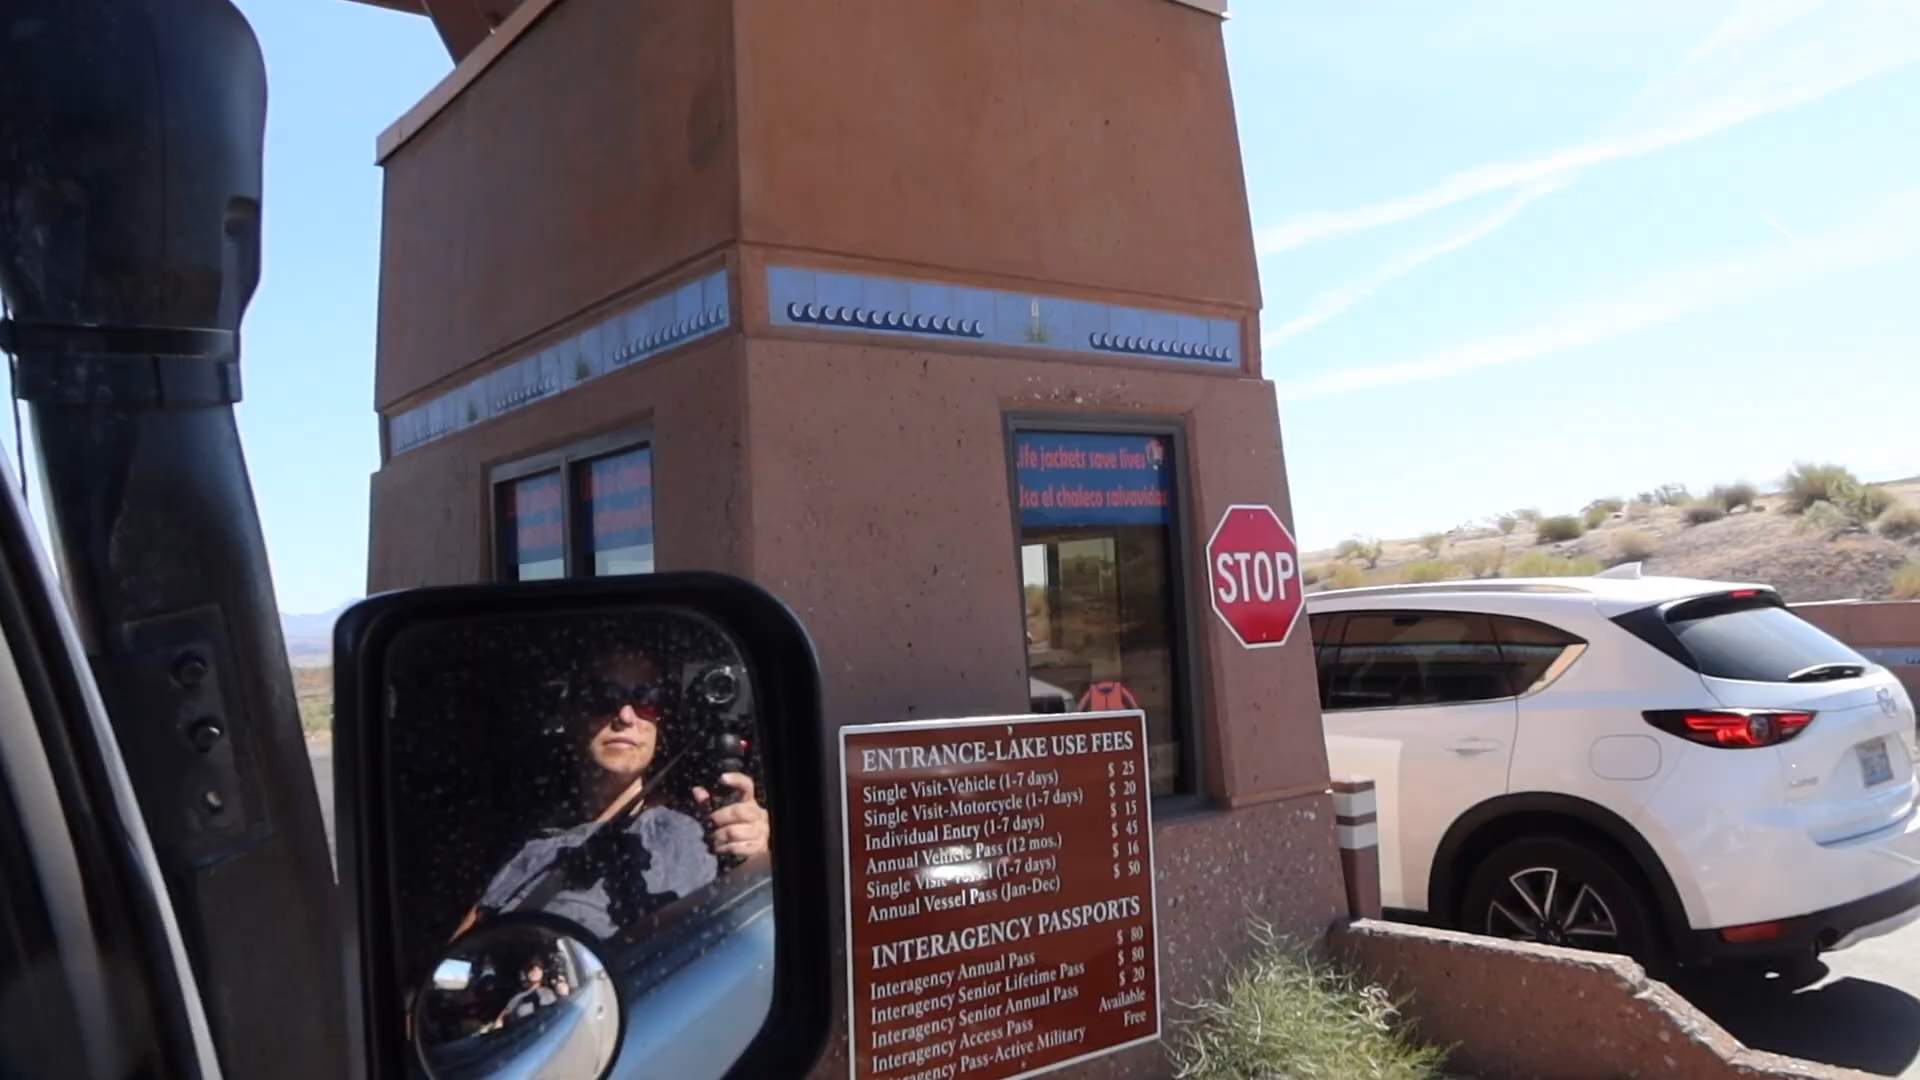 ife jackets save lives
Usa el chaleco salvavidas
STOP
ENTRANCE-LAKE USE FEES
Single Visit-Vehicle (1-7 days) $ 25
Single Visit-Motorcycle (1-7 days) $ 20
Individual Entry (1-7 days) $ 15
Annual Vehicle Pass (12 mos.) $ 45
Single Visit-Vessel (1-7 days) $ 16
Annual Vessel Pass (Jan-Dec) $ 50
INTERAGENCY PASSPORTS
Interagency Annual Pass $ 80
Interagency Senior Lifetime Pass $ 80
Interagency Senior Annual Pass $ 20
Interagency Access Pass Available
ragency Pass-Active Military Free